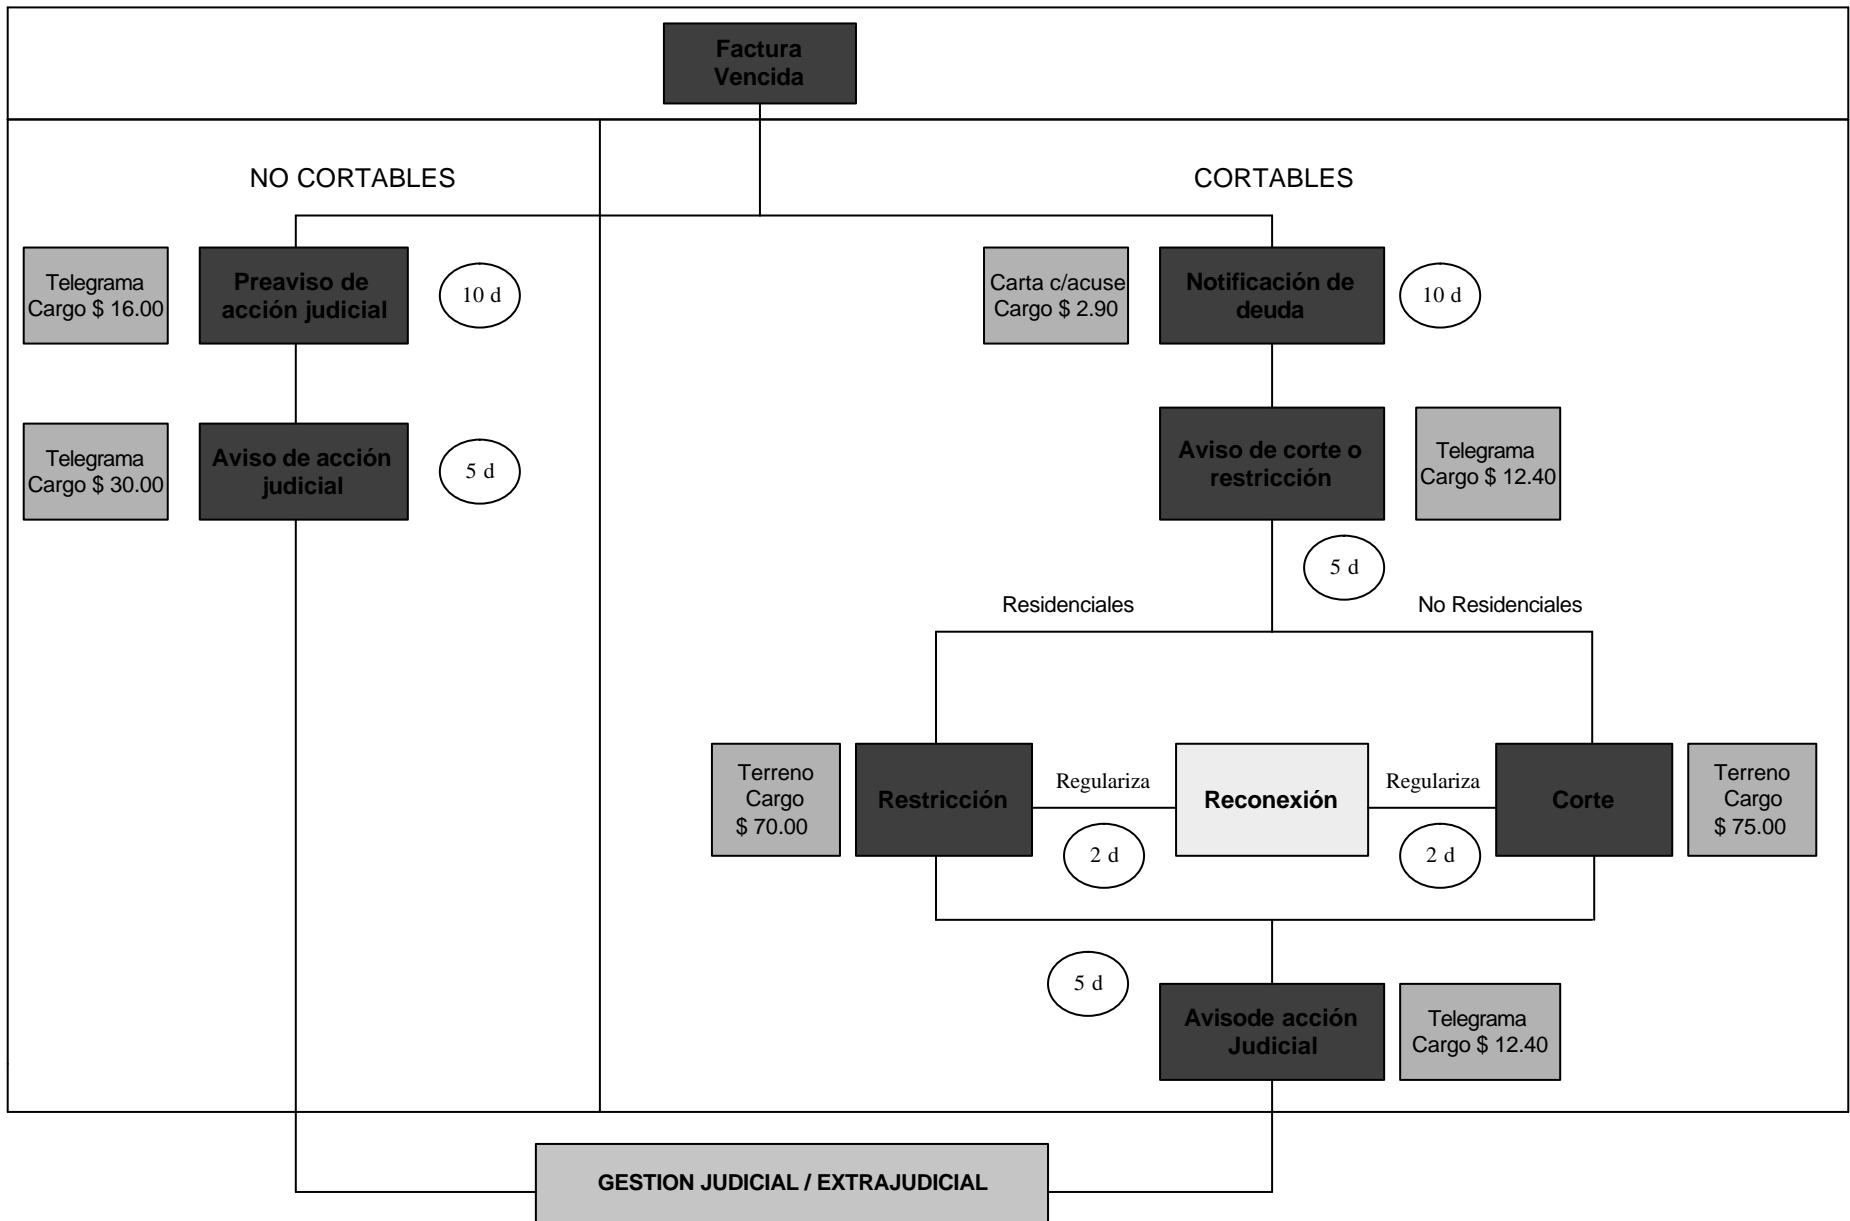 Factura
Vencida
NO CORTABLES
CORTABLES
Telegrama
Cargo $ 16.00
Preaviso de
acción judicial
10 d
Carta c/acuse
Cargo $ 2.90
Notificación de
deuda
10 d
Telegrama
Cargo $ 30.00
Aviso de acción
judicial
5 d
Aviso de corte o
restricción
Telegrama
Cargo $ 12.40
5 d
Residenciales
No Residenciales
Terreno
Cargo
$ 70.00
Restricción
Regulariza
2 d
Reconexión
Regulariza
2 d
Corte
Terreno
Cargo
$ 75.00
5 d
Avisode acción
Judicial
Telegrama
Cargo $ 12.40
GESTION JUDICIAL / EXTRAJUDICIAL